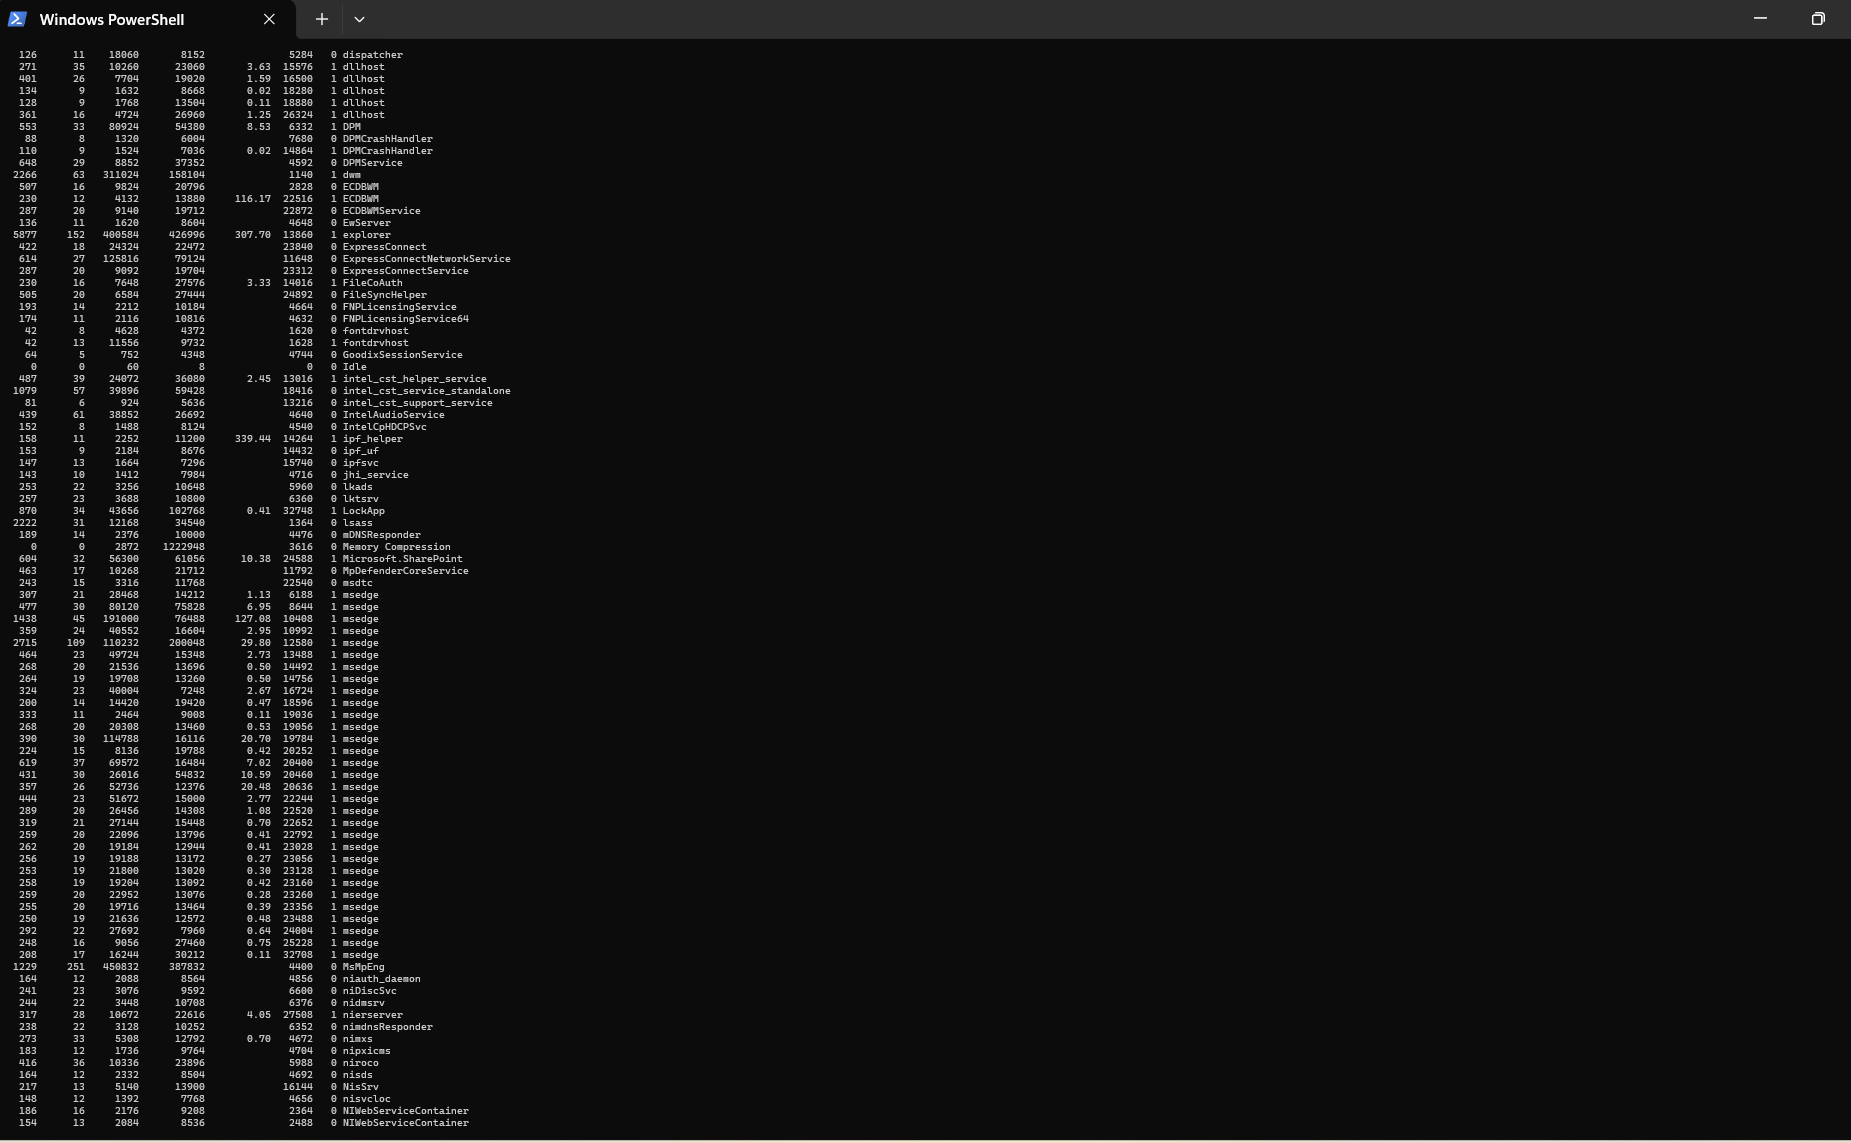 Windows PowerShell
126 11 18060 8152 5284 0 dispatcher
271 35 10260 23060 3.63 15576 1 dllhost
401 26 7704 19020 1.59 16500 1 dllhost
134 9 1632 8668 0.02 18280 1 dllhost
128 9 1768 13504 0.11 18880 1 dllhost
361 16 4724 26960 1.25 26324 1 dllhost
553 33 80924 54380 8.53 6332 1 DPM
88 8 1320 6004 7680 0 DPMCrashHandler
110 9 1524 7036 0.02 14864 1 DPMCrashHandler
648 29 8852 37352 4592 0 DPMService
2266 63 311024 158104 1140 1 dwm
507 16 9824 20796 2828 0 ECDBWM
230 12 4132 13880 116.17 22516 1 ECDBWM
287 20 9140 19712 22872 0 ECDBWMService
136 11 1620 8604 4648 0 EwServer
5877 152 400584 426996 307.70 13860 1 explorer
422 18 24324 22472 23840 0 ExpressConnect
614 27 125816 79124 11648 0 ExpressConnectNetworkService
287 20 9092 19704 23312 0 ExpressConnectService
230 16 7648 27576 3.33 14016 1 FileCoAuth
505 20 6584 27444 24892 0 FileSyncHelper
193 14 2212 10184 4664 0 FNPLicensingService
174 11 2116 10816 4632 0 FNPLicensingService64
42 8 4628 4372 1620 0 fontdrvhost
42 13 11556 9732 1628 1 fontdrvhost
64 5 752 4348 4744 0 GoodixSessionService
0 0 60 8 0 0 Idle
487 39 24072 36080 2.45 13016 1 intel_cst_helper_service
1079 57 39896 59428 18416 0 intel_cst_service_standalone
81 6 924 5636 13216 0 intel_cst_support_service
439 61 38852 26692 4640 0 IntelAudioService
152 8 1488 8124 4540 0 IntelCpHDCPSvc
158 11 2252 11200 339.44 14264 1 ipf_helper
153 9 2184 8676 14432 0 ipf_uf
147 13 1664 7296 15740 0 ipfsvc
143 10 1412 7984 4716 0 jhi_service
253 22 3256 10648 5960 0 lkads
257 23 3688 10800 6360 0 lktsrv
870 34 43656 102768 0.41 32748 1 LockApp
2222 31 12168 34540 1364 0 lsass
189 14 2376 10000 4476 0 mDNSResponder
0 0 2872 1222948 3616 0 Memory Compression
604 32 56300 61056 10.38 24588 1 Microsoft.SharePoint
463 17 10268 21712 11792 0 MpDefenderCoreService
243 15 3316 11768 22540 0 msdtc
307 21 28468 14212 1.13 6188 1 msedge
477 30 80120 75828 6.95 8644 1 msedge
1438 45 191000 76488 127.08 10408 1 msedge
359 24 40552 16604 2.95 10992 1 msedge
2715 109 110232 200048 29.80 12580 1 msedge
464 23 49724 15348 2.73 13488 1 msedge
268 20 21536 13696 0.50 14492 1 msedge
264 19 19708 13260 0.50 14756 1 msedge
324 23 40004 7248 2.67 16724 1 msedge
200 14 14420 19420 0.47 18596 1 msedge
333 11 2464 9008 0.11 19036 1 msedge
268 20 20308 13460 0.53 19056 1 msedge
390 30 114788 16116 20.70 19784 1 msedge
224 15 8136 19788 0.42 20252 1 msedge
619 37 69572 16484 7.02 20400 1 msedge
431 30 26016 54832 10.59 20460 1 msedge
357 26 52736 12376 20.48 20636 1 msedge
444 23 51672 15000 2.77 22244 1 msedge
289 20 26456 14308 1.08 22520 1 msedge
319 21 27144 15448 0.70 22652 1 msedge
259 20 22096 13796 0.41 22792 1 msedge
262 20 19184 12944 0.41 23028 1 msedge
256 19 19188 13172 0.27 23056 1 msedge
253 19 21800 13020 0.30 23128 1 msedge
258 19 19204 13092 0.42 23160 1 msedge
259 20 22952 13076 0.28 23260 1 msedge
255 20 19716 13464 0.39 23356 1 msedge
250 19 21636 12572 0.48 23488 1 msedge
292 22 27692 7960 0.64 24004 1 msedge
248 16 9056 27460 0.75 25228 1 msedge
208 17 16244 30212 0.11 32708 1 msedge
1229 251 450832 387832 4400 0 MsMpEng
164 12 2088 8564 4856 0 niauth_daemon
241 23 3076 9592 6600 0 niDiscSvc
244 22 3448 10708 6376 0 nidmsrv
317 28 10672 22616 4.05 27508 1 nierserver
238 22 3128 10252 6352 0 nimdnsResponder
273 33 5308 12792 0.70 4672 0 nimxs
183 12 1736 9764 4704 0 nipxicms
416 36 10336 23896 5988 0 niroco
164 12 2332 8504 4692 0 nisds
217 13 5140 13900 16144 0 NisSrv
148 12 1392 7768 4656 0 nisvcloc
186 16 2176 9208 2364 0 NIWebServiceContainer
154 13 2084 8536 2488 0 NIWebServiceContainer